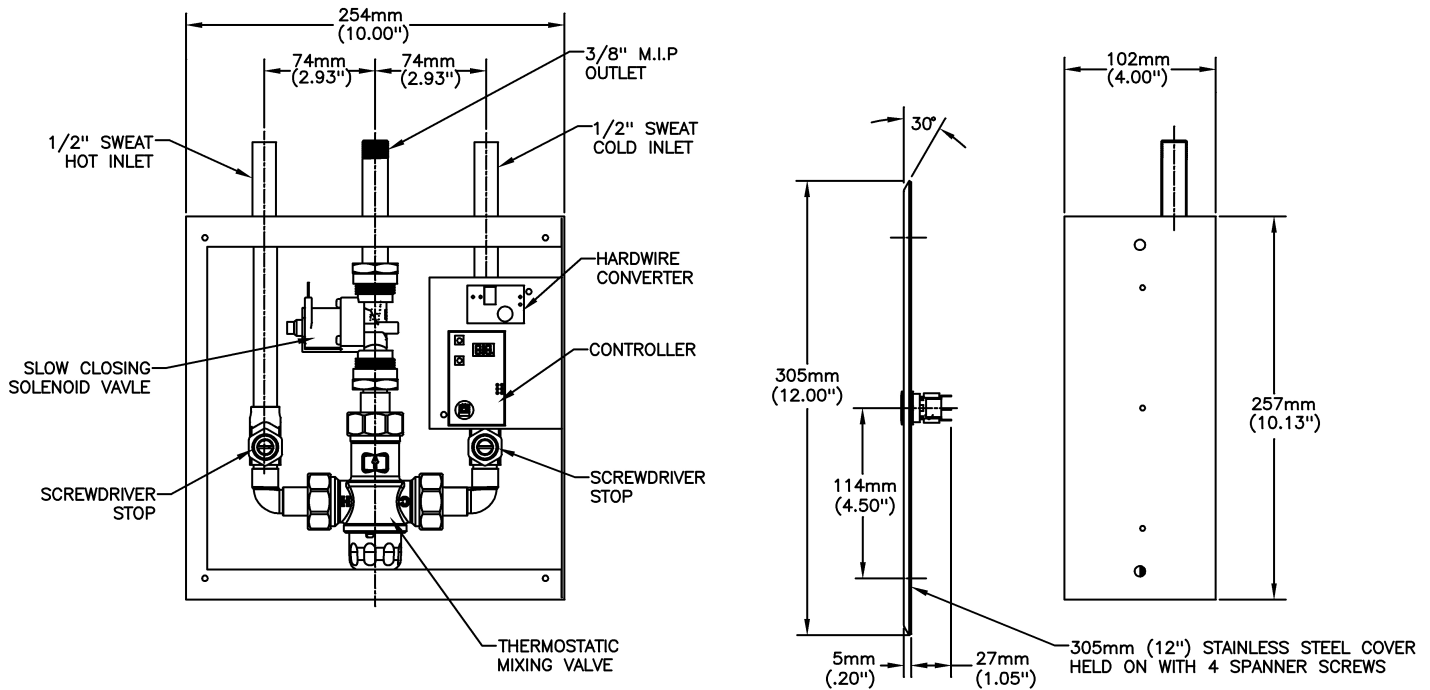 254mm
(10.00")
74mm
(2.93")
74mm
(2.93")
3/8" M.I.P
OUTLET
1/2" SWEAT
HOT INLET
1/2" SWEAT
COLD INLET
HARDWIRE
CONVERTER
CONTROLLER
SLOW CLOSING
SOLENOID VAVLE
SCREWDRIVER
STOP
SCREWDRIVER
STOP
H
C
THERMOSTATIC
MIXING VALVE
30°
305mm
(12.00")
114mm
(4.50")
5mm
(.20")
27mm
(1.05")
305mm (12") STAINLESS STEEL COVER
HELD ON WITH 4 SPANNER SCREWS
102mm
(4.00")
257mm
(10.13")